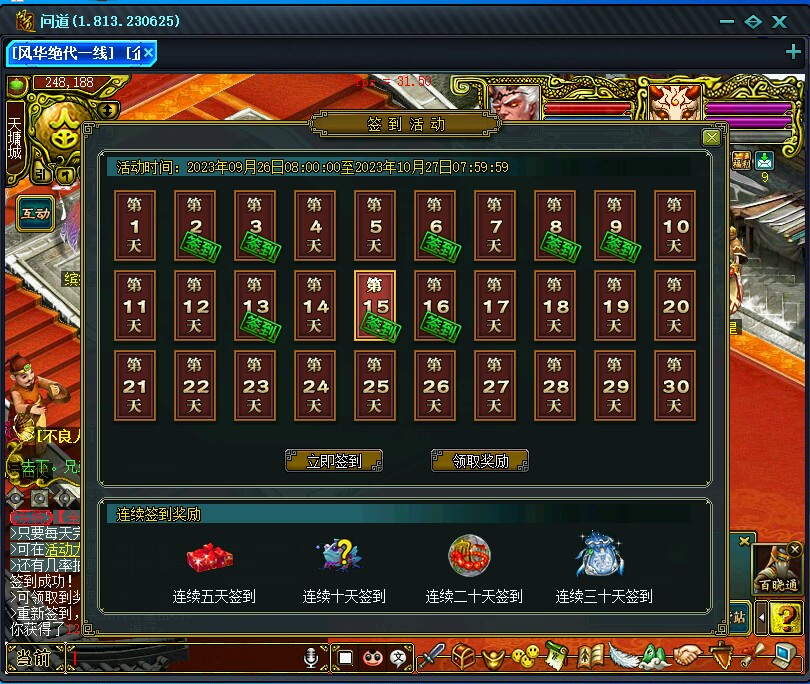 问道(1.813.230625)
[风华绝代一线]
248,188
天墉城
签到活动
活动时间：2023年09月26日08:00:00至2023年10月27日07:59:59
福利
9
互动
第1天 第2天 第3天 第4天 第5天 第6天 第7天 第8天 第9天 第10天
签到 签到 签到 签到 签到
第11天 第12天 第13天 第14天 第15天 第16天 第17天 第18天 第19天 第20天
签到 签到 签到
第21天 第22天 第23天 第24天 第25天 第26天 第27天 第28天 第29天 第30天
立即签到 领取奖励
[不良人
连续签到奖励
>只要每天完
>可在活动大
>还有几率抽
签到成功!
>可领取到奖
>重新签到,
你获得了
连续五天签到 连续十天签到 连续二十天签到 连续三十天签到
百晓通
站
当前